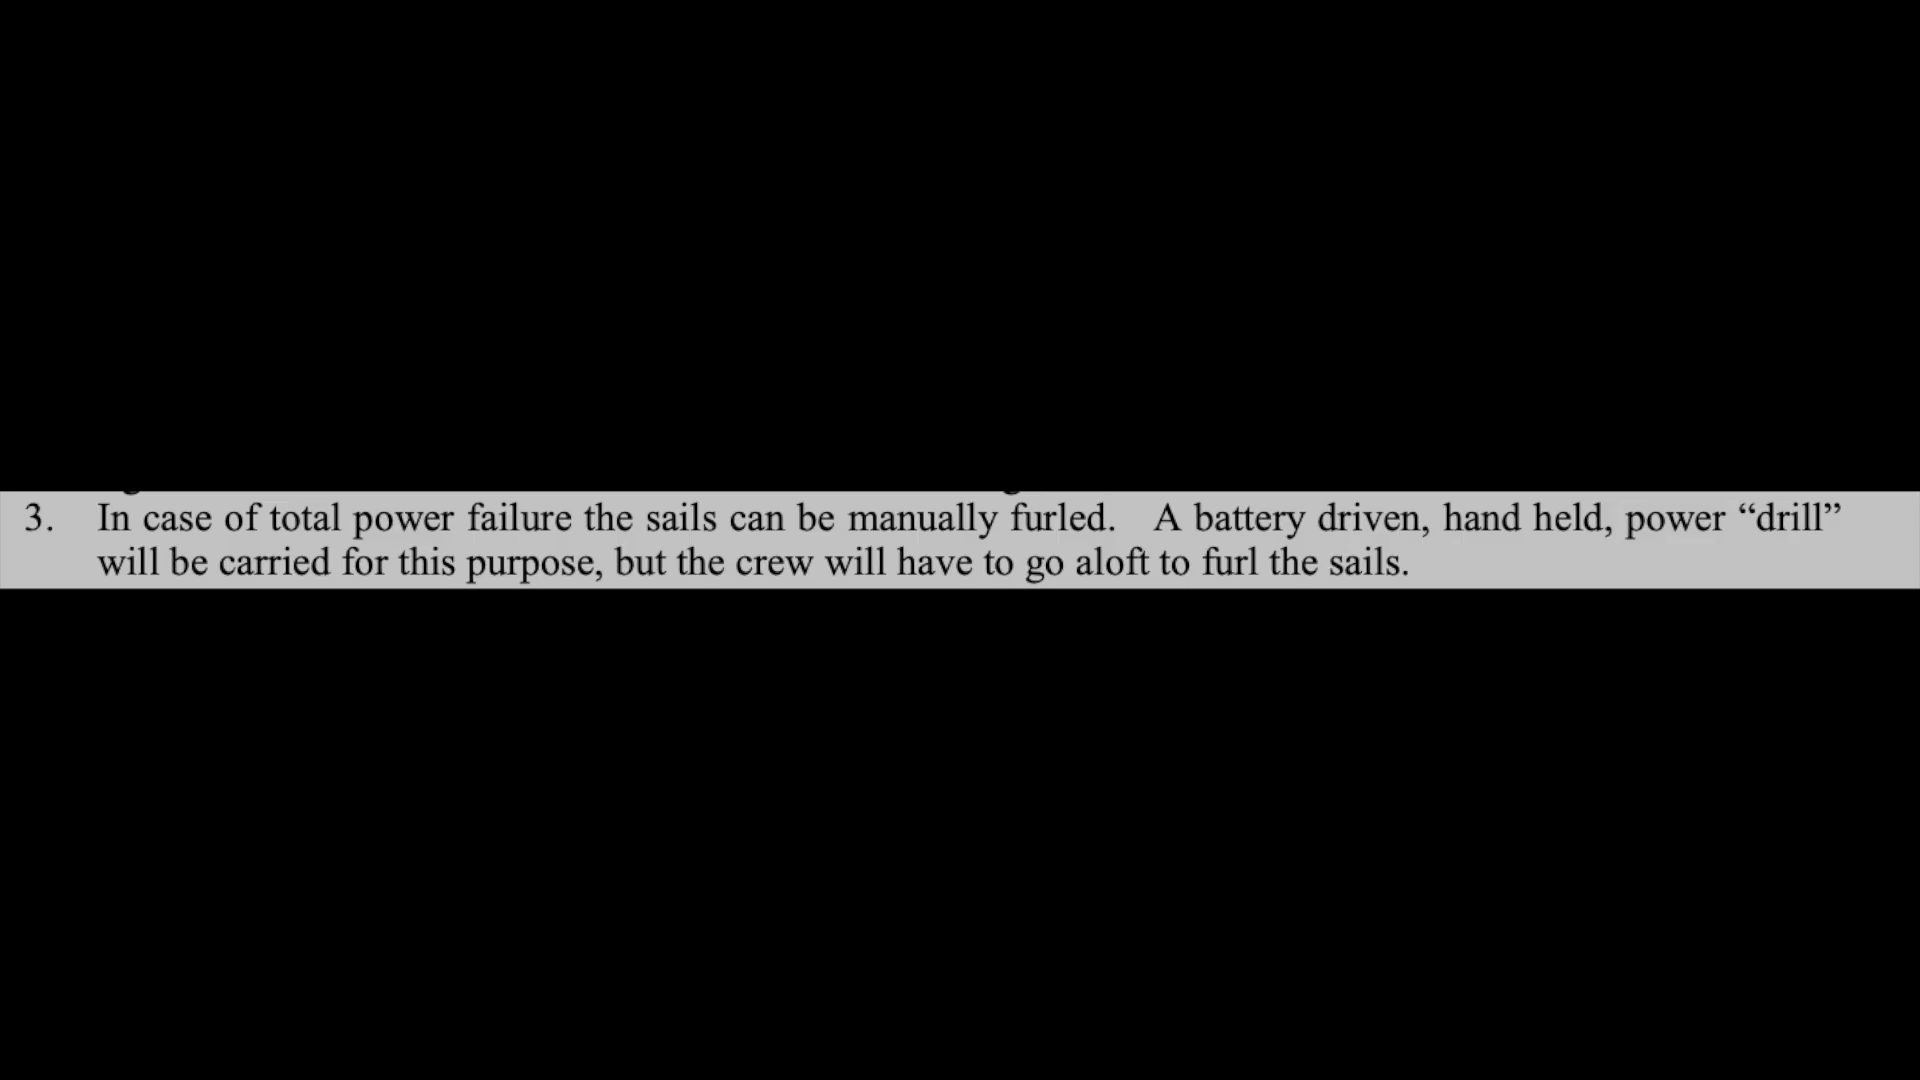 3. In case of total power failure the sails can be manually furled. A battery driven, hand held, power “drill”
will be carried for this purpose, but the crew will have to go aloft to furl the sails.